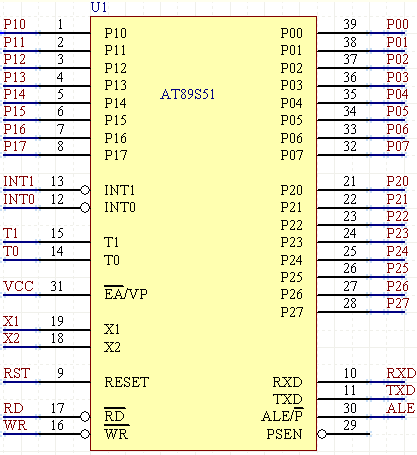 U1
P10 1 P10 P00 39 P00
P11 2 P11 P01 38 P01
P12 3 P12 P02 37 P02
P13 4 P13 P03 36 P03
P14 5 P14 AT89S51 P04 35 P04
P15 6 P15 P05 34 P05
P16 7 P16 P06 33 P06
P17 8 P17 P07 32 P07
INT1 13 INT1 P20 21 P20
INT0 12 INT0 P21 22 P21
P22 23 P22
T1 15 T1 P23 24 P23
T0 14 T0 P24 25 P24
P25 26 P25
VCC 31 EA/VP P26 27 P26
P27 28 P27
X1 19 X1
X2 18 X2
RST 9 RESET RXD 10 RXD
TXD 11 TXD
RD 17 RD ALE/P 30 ALE
WR 16 WR PSEN 29